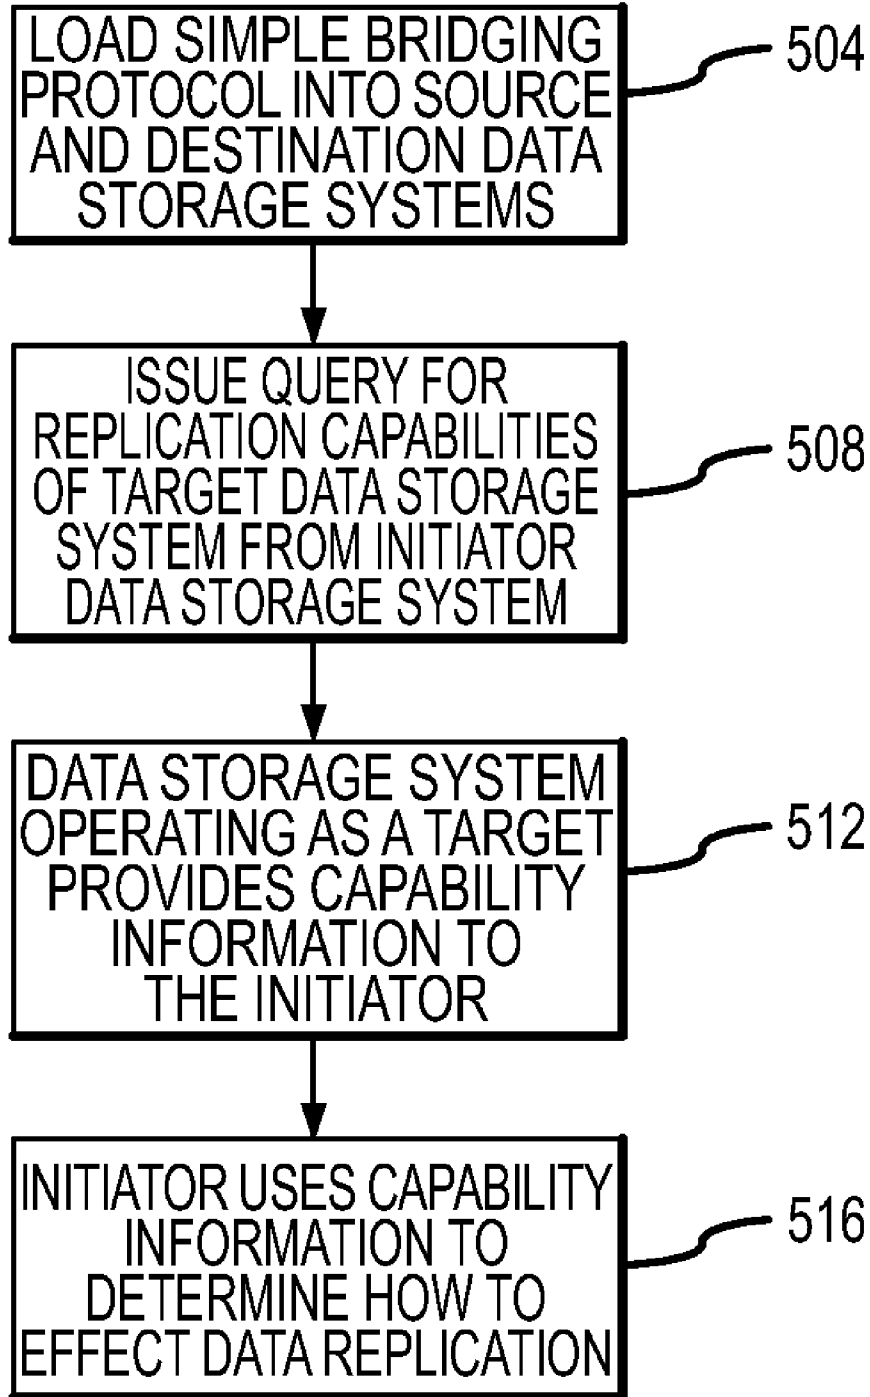 LOAD SIMPLE BRIDGING
PROTOCOL INTO SOURCE
AND DESTINATION DATA
STORAGE SYSTEMS
504
ISSUE QUERY FOR
REPLICATION CAPABILITIES
OF TARGET DATA STORAGE
SYSTEM FROM INITIATOR
DATA STORAGE SYSTEM
508
DATA STORAGE SYSTEM
OPERATING AS A TARGET
PROVIDES CAPABILITY
INFORMATION TO
THE INITIATOR
512
INITIATOR USES CAPABILITY
INFORMATION TO
DETERMINE HOW TO
EFFECT DATA REPLICATION
516